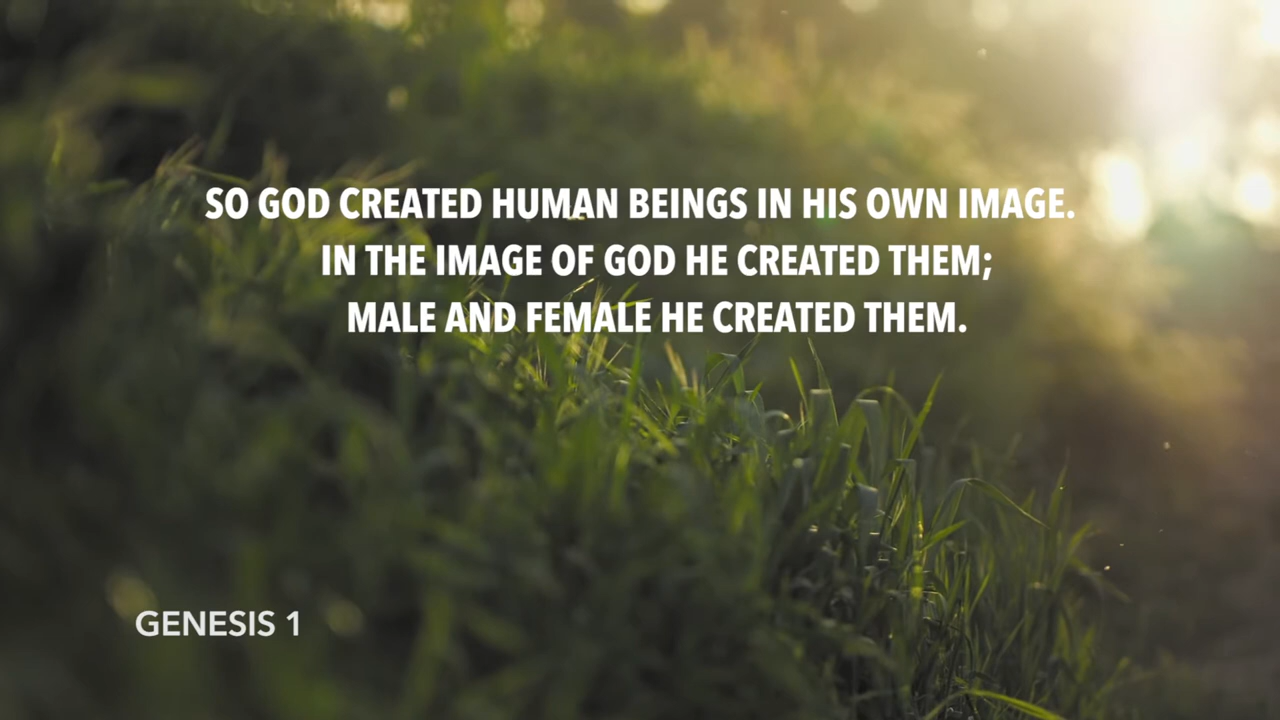 SO GOD CREATED HUMAN BEINGS IN HIS OWN IMAGE.
IN THE IMAGE OF GOD HE CREATED THEM;
MALE AND FEMALE HE CREATED THEM.
GENESIS 1